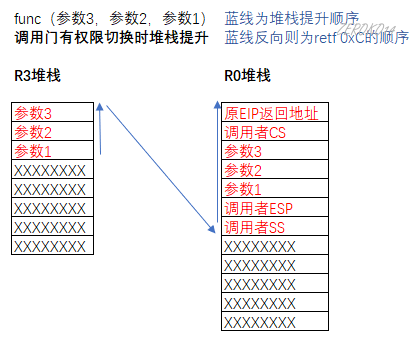 func（参数3，参数2，参数1） 蓝线为堆栈提升顺序
调用门有权限切换时堆栈提升 蓝线反向则为retf 0xC的顺序
R3堆栈 R0堆栈
参数3 原EIP返回地址
参数2 调用者CS
参数1 参数3
XXXXXXXX 参数2
XXXXXXXX 参数1
XXXXXXXX 调用者ESP
XXXXXXXX 调用者SS
XXXXXXXX XXXXXXXX
XXXXXXXX
XXXXXXXX
XXXXXXXX
XXXXXXXX